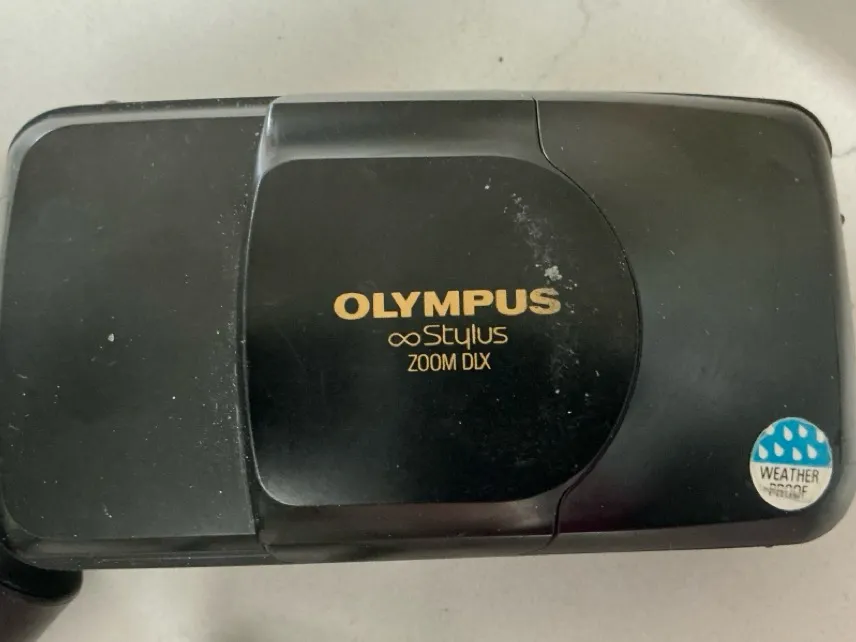 OLYMPUS
∞Stylus
ZOOM DLX
WEATHER
PROOF